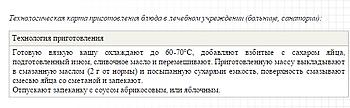 Технологическая карта приготовления блюда в лечебном учреждении (больнице, санатории):
Технология приготовления
Готовую вязкую кашу охлаждают до 60-70°С, добавляют взбитые с сахаром яйца,
подготовленный изюм, сливочное масло и перемешивают. Приготовленную массу выкладывают
в смазанную маслом (2 г от нормы) и посыпанную сухарями емкость, поверхность смазывают
смесью яйца со сметаной и запекают.
Отпускают запеканку с соусом абрикосовым, или яблочным.